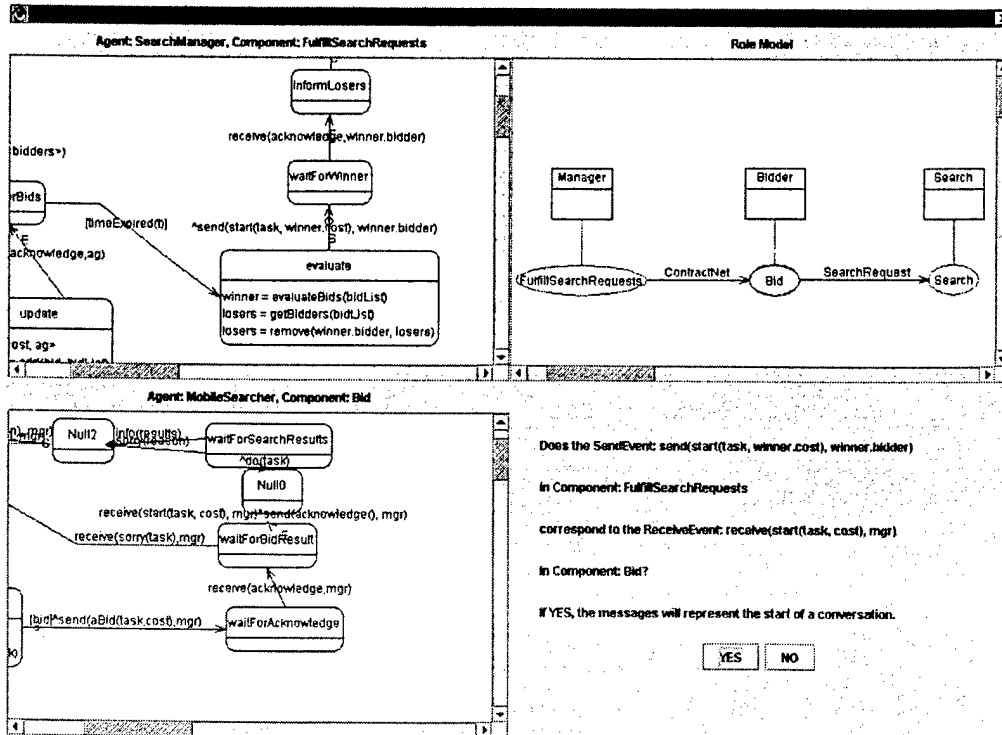 Agent: SearchManager, Component: FulfillSearchRequests
InformLosers
receive(acknowledge,winner.bidder)
bidders>)
waitForWinner
rBids
[timeExpired(t)]
^send(start(task, winner.cost), winner.bidder)
acknowledge,ag)
evaluate
winner = evaluateBids(bidList)
losers = getBidders(bidList)
losers = remove(winner.bidder, losers)
update
ost, ag>
Role Model
Manager
Bidder
Search
FulfillSearchRequests
ContractNet
Bid
SearchRequest
Search
Agent: MobileSearcher, Component: Bid
Null2
info(results)
waitForSearchResults
^do(task)
Null0
receive(start(task, cost), mgr)^send(acknowledge(), mgr)
receive(sorry(task),mgr)
waitForBidResult
receive(acknowledge,mgr)
[bid]^send(aBid(task,cost),mgr)
waitForAcknowledge
Does the SendEvent: send(start(task, winner.cost), winner.bidder)
in Component: FulfillSearchRequests
correspond to the ReceiveEvent: receive(start(task, cost), mgr)
in Component: Bid?
If YES, the messages will represent the start of a conversation.
YES NO